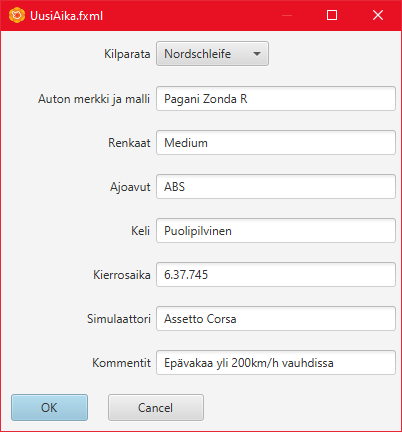 UusiAika.fxml
Kilparata Nordschleife
Auton merkki ja malli Pagani Zonda R
Renkaat Medium
Ajoavut ABS
Keli Puolipilvinen
Kierrosaika 6.37.745
Simulaattori Assetto Corsa
Kommentit Epävakaa yli 200km/h vauhdissa
OK Cancel